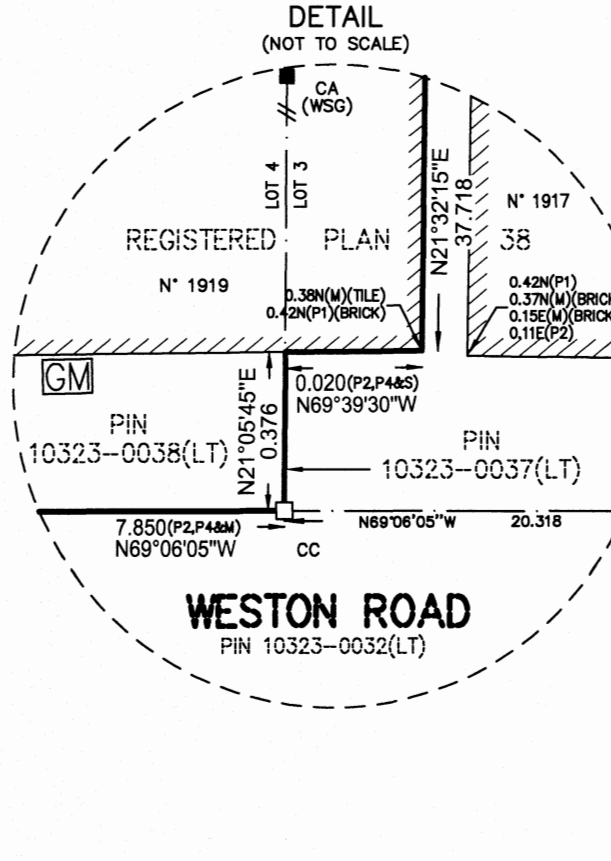 DETAIL
(NOT TO SCALE)
CA
(WSG)
LOT 4
LOT 3
N21°32'15"E
37.718
N° 1917
REGISTERED PLAN 38
N° 1919
0.38N(M)(TILE)
0.42N(P1)(BRICK)
0.42N(P1)
0.37N(M)(BRICK
0.15E(M)(BRICK
0.11E(P2)
GM
N21°05'45"E
0.376
0.020(P2,P4&S)
N69°39'30"W
PIN
10323-0038(LT)
PIN
10323-0037(LT)
7.850(P2,P4&M)
N69°06'05"W
N69°06'05"W 20.318
CC
WESTON ROAD
PIN 10323-0032(LT)